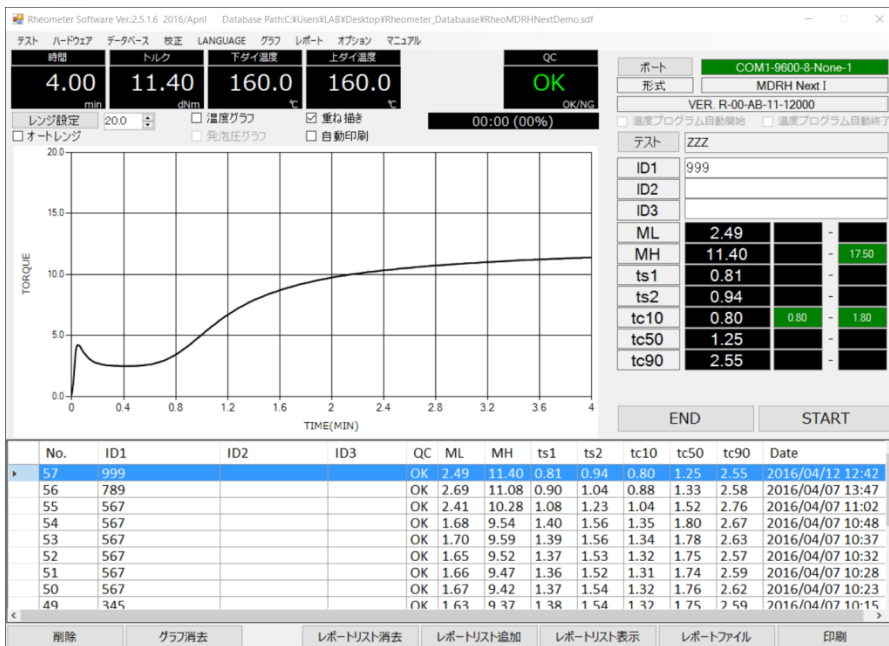 Rheometer Software Ver.:2.5.1.6 2016/April Database Path:C:¥Users¥LAB¥Desktop¥Rheometer_Databaase¥RheoMDRHNextDemo.sdf
テスト ハードウェア データベース 校正 LANGUAGE グラフ レポート オプション マニュアル
時間 トルク 下ダイ温度 上ダイ温度 QC
4.00 11.40 160.0 160.0 OK
min dNm ℃ ℃ OK/NG
ポート COM1-9600-8-None-1
形式 MDRH Next I
VER. R-00-AB-11-12000
レンジ設定 20.0 温度グラフ 重ね描き 00:00 (00%)
温度プログラム自動開始 温度プログラム自動終了
オートレンジ 発泡圧グラフ 自動印刷
テスト ZZZ
ID1 999
ID2
ID3
ML 2.49 -
MH 11.40 - 17.50
ts1 0.81 -
ts2 0.94 -
tc10 0.80 0.80 - 1.80
tc50 1.25 -
tc90 2.55 -
END START
20.0
15.0
10.0
5.0
0.0
TORQUE
0 0.4 0.8 1.2 1.6 2 2.4 2.8 3.2 3.6 4
TIME(MIN)
No. ID1 ID2 ID3 QC ML MH ts1 ts2 tc10 tc50 tc90 Date
57 999 OK 2.49 11.40 0.81 0.94 0.80 1.25 2.55 2016/04/12 12:42
56 789 OK 2.69 11.08 0.90 1.04 0.88 1.33 2.58 2016/04/07 13:47
55 567 OK 2.41 10.28 1.08 1.23 1.04 1.52 2.76 2016/04/07 11:02
54 567 OK 1.68 9.54 1.40 1.56 1.35 1.80 2.67 2016/04/07 10:48
53 567 OK 1.70 9.59 1.39 1.56 1.34 1.78 2.63 2016/04/07 10:37
52 567 OK 1.65 9.52 1.37 1.53 1.32 1.75 2.57 2016/04/07 10:32
51 567 OK 1.66 9.47 1.36 1.52 1.31 1.74 2.59 2016/04/07 10:28
50 567 OK 1.67 9.42 1.37 1.54 1.32 1.76 2.62 2016/04/07 10:23
49 345 OK 1.63 9.37 1.38 1.54 1.32 1.75 2.59 2016/04/07 10:15
削除 グラフ消去 レポートリスト消去 レポートリスト追加 レポートリスト表示 レポートファイル 印刷